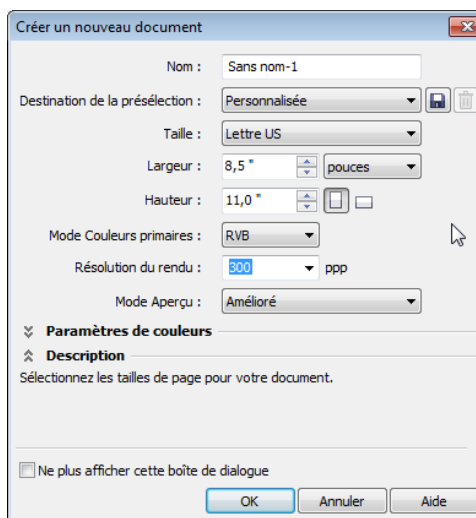 Créer un nouveau document
Nom : Sans nom-1
Destination de la présélection : Personnalisée
Taille : Lettre US
Largeur : 8,5 " pouces
Hauteur : 11,0 "
Mode Couleurs primaires : RVB
Résolution du rendu : 300 ppp
Mode Aperçu : Amélioré
Paramètres de couleurs
Description
Sélectionnez les tailles de page pour votre document.
Ne plus afficher cette boîte de dialogue
OK Annuler Aide